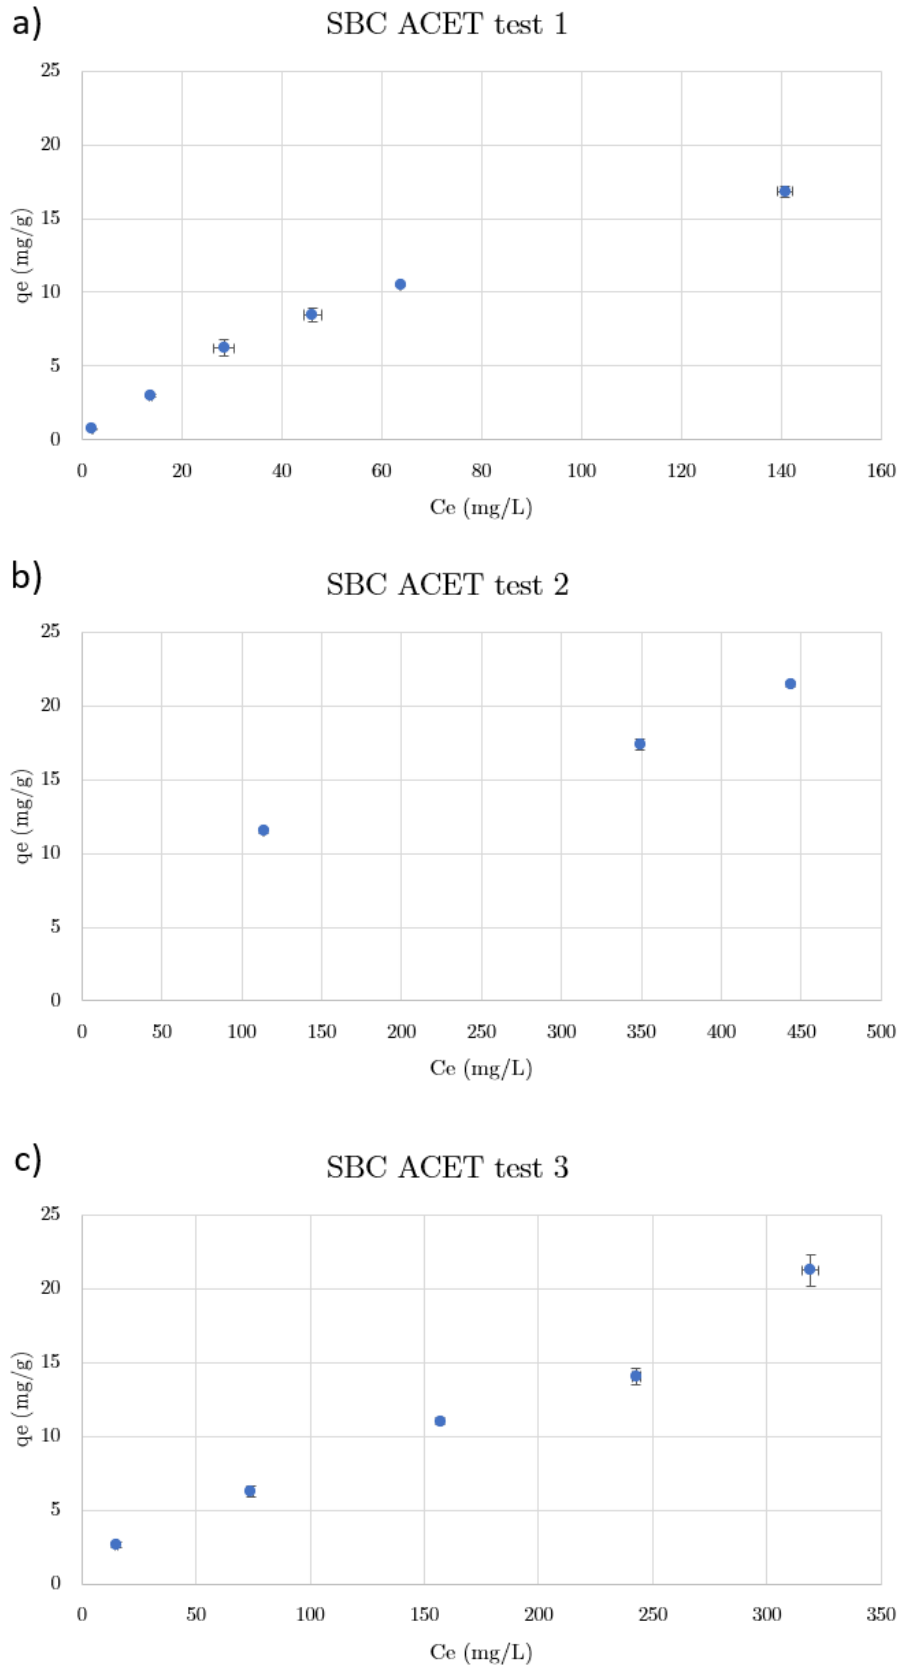 a)
SBC ACET test 1
25
20
15
10
5
0
qe (mg/g)
0 20 40 60 80 100 120 140 160
Ce (mg/L)
b)
SBC ACET test 2
25
20
15
10
5
0
qe (mg/g)
0 50 100 150 200 250 300 350 400 450 500
Ce (mg/L)
c)
SBC ACET test 3
25
20
15
10
5
0
qe (mg/g)
0 50 100 150 200 250 300 350
Ce (mg/L)